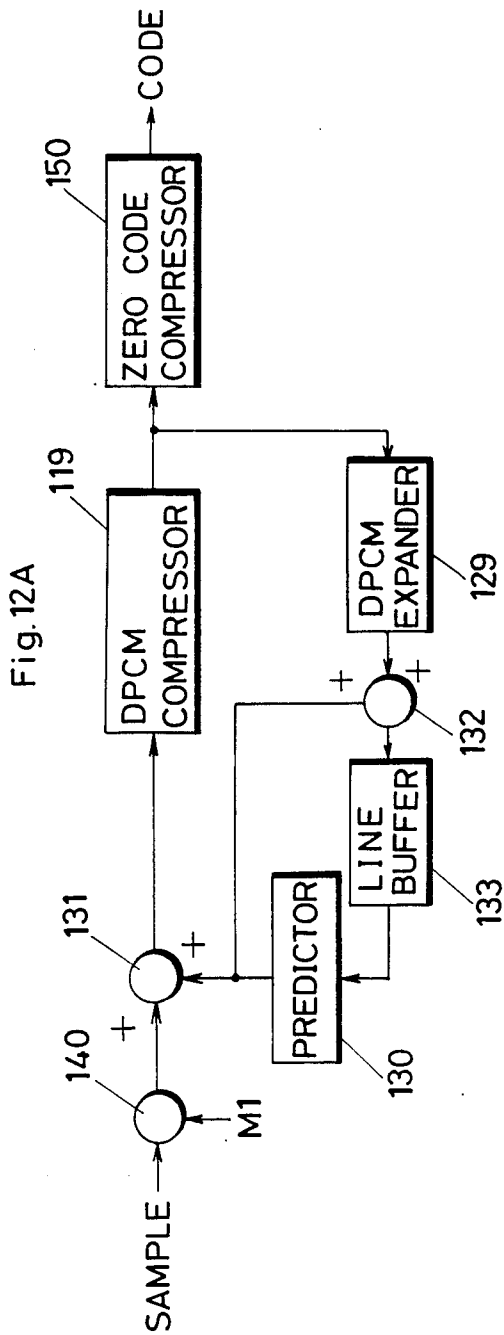 Fig. 12A
SAMPLE
140
M1
+
131
+
DPCM
COMPRESSOR
119
ZERO CODE
COMPRESSOR
150
CODE
PREDICTOR
130
LINE
BUFFER
133
+
+
132
DPCM
EXPANDER
129